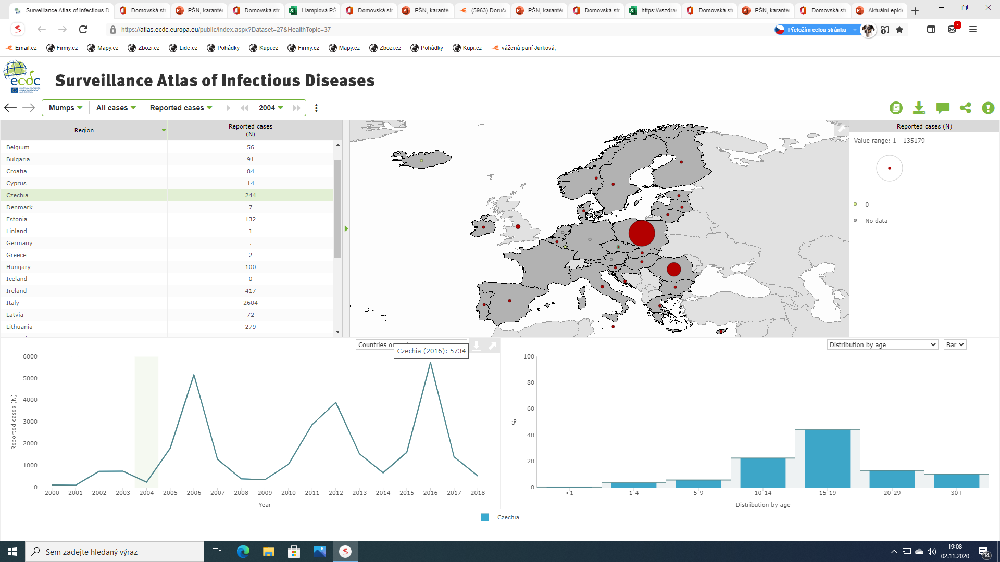 Surveillance Atlas of Infectious D
Domovská str
PŠN, karanté
Domovská str
Hamplová PŠ
Domovská str
PŠN, karanté
(5963) Doruče
PŠN, karanté
Domovská str
https://vszdrav
Domovská str
PŠN, karanté
Domovská str
Aktuální epide
https://atlas.ecdc.europa.eu/public/index.aspx?Dataset=27&HealthTopic=37
Přeložím celou stránku
Email.cz Firmy.cz Mapy.cz Zbozi.cz Lide.cz Pohádky Kupi.cz Firmy.cz Mapy.cz Zbozi.cz Pohádky Kupi.cz vážená paní Jurková,
ecdc
Surveillance Atlas of Infectious Diseases
Mumps All cases Reported cases 2004
Region Reported cases
(N)
Belgium 56
Bulgaria 91
Croatia 84
Cyprus 14
Czechia 244
Denmark 7
Estonia 132
Finland 1
Germany .
Greece 2
Hungary 100
Iceland 0
Ireland 417
Italy 2604
Latvia 72
Lithuania 279
Reported cases (N)
Value range: 1 - 135179
0
No data
Countries or
Czechia (2016): 5734
6000
5000
4000
3000
2000
1000
0
Reported cases (N)
2000 2001 2002 2003 2004 2005 2006 2007 2008 2009 2010 2011 2012 2013 2014 2015 2016 2017 2018
Year
Distribution by age Bar
100
80
60
40
20
0
%
<1 1-4 5-9 10-14 15-19 20-29 30+
Distribution by age
Czechia
Sem zadejte hledaný výraz
19:08
02.11.2020
14